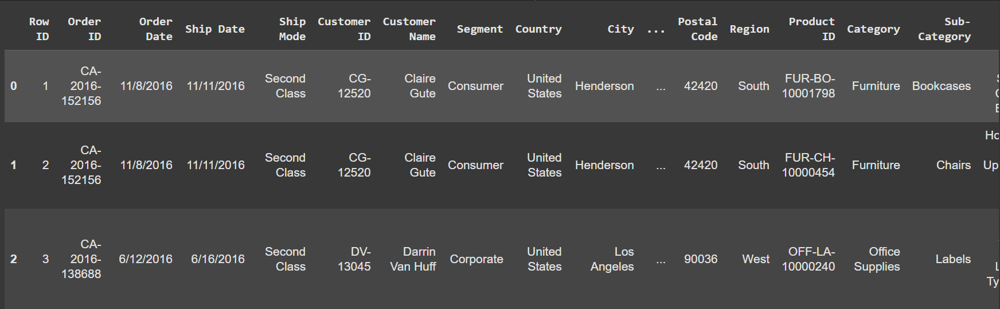 Row ID Order ID Order Date Ship Date Ship Mode Customer ID Customer Name Segment Country City ... Postal Code Region Product ID Category Sub-Category
0 1 CA-2016-152156 11/8/2016 11/11/2016 Second Class CG-12520 Claire Gute Consumer United States Henderson ... 42420 South FUR-BO-10001798 Furniture Bookcases
1 2 CA-2016-152156 11/8/2016 11/11/2016 Second Class CG-12520 Claire Gute Consumer United States Henderson ... 42420 South FUR-CH-10000454 Furniture Chairs
2 3 CA-2016-138688 6/12/2016 6/16/2016 Second Class DV-13045 Darrin Van Huff Corporate United States Los Angeles ... 90036 West OFF-LA-10000240 Office Supplies Labels